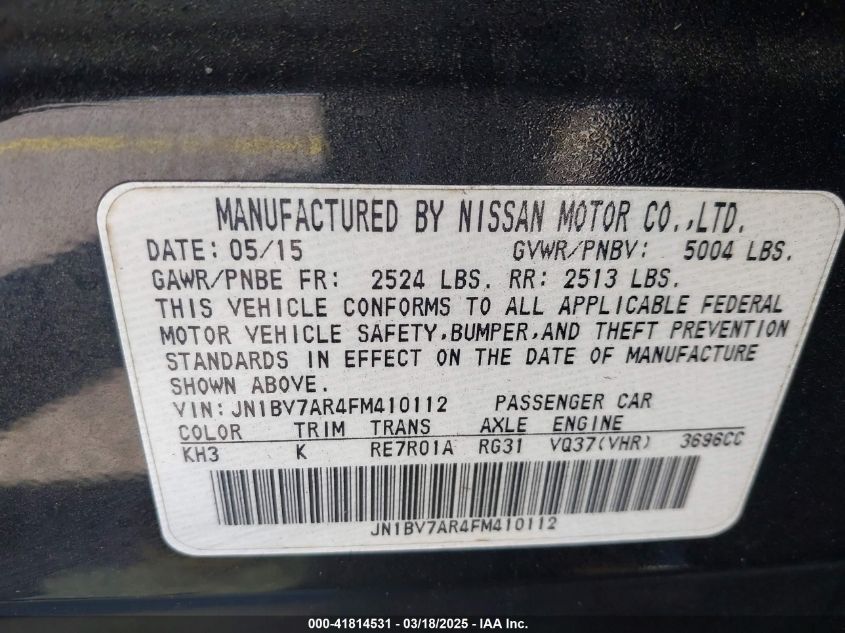 MANUFACTURED BY NISSAN MOTOR CO.,LTD.
DATE: 05/15 GVWR/PNBV: 5004 LBS.
GAWR/PNBE FR: 2524 LBS. RR: 2513 LBS.
THIS VEHICLE CONFORMS TO ALL APPLICABLE FEDERAL
MOTOR VEHICLE SAFETY,BUMPER,AND THEFT PREVENTION
STANDARDS IN EFFECT ON THE DATE OF MANUFACTURE
SHOWN ABOVE.
VIN: JN1BV7AR4FM410112 PASSENGER CAR
COLOR TRIM TRANS AXLE ENGINE
KH3 K RE7R01A RG31 VQ37(VHR) 3696CC
JN1BV7AR4FM410112
000-41814531 - 03/18/2025 - IAA Inc.